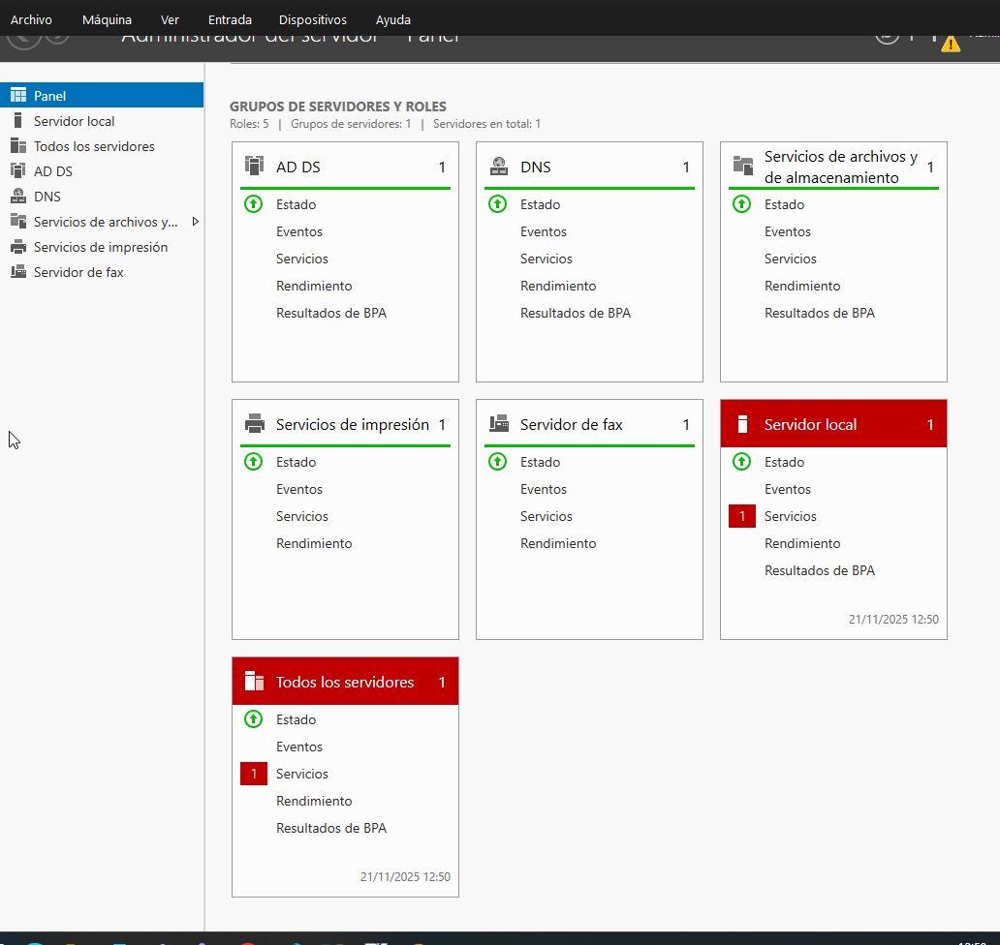 Archivo Máquina Ver Entrada Dispositivos Ayuda
Administrador del servidor Panel
Panel
Servidor local
Todos los servidores
AD DS
DNS
Servicios de archivos y...
Servicios de impresión
Servidor de fax
GRUPOS DE SERVIDORES Y ROLES
Roles: 5 | Grupos de servidores: 1 | Servidores en total: 1
AD DS 1
Estado
Eventos
Servicios
Rendimiento
Resultados de BPA
DNS 1
Estado
Eventos
Servicios
Rendimiento
Resultados de BPA
Servicios de archivos y
de almacenamiento 1
Estado
Eventos
Servicios
Rendimiento
Resultados de BPA
Servicios de impresión 1
Estado
Eventos
Servicios
Rendimiento
Servidor de fax 1
Estado
Eventos
Servicios
Rendimiento
Servidor local 1
Estado
Eventos
1 Servicios
Rendimiento
Resultados de BPA
21/11/2025 12:50
Todos los servidores 1
Estado
Eventos
1 Servicios
Rendimiento
Resultados de BPA
21/11/2025 12:50